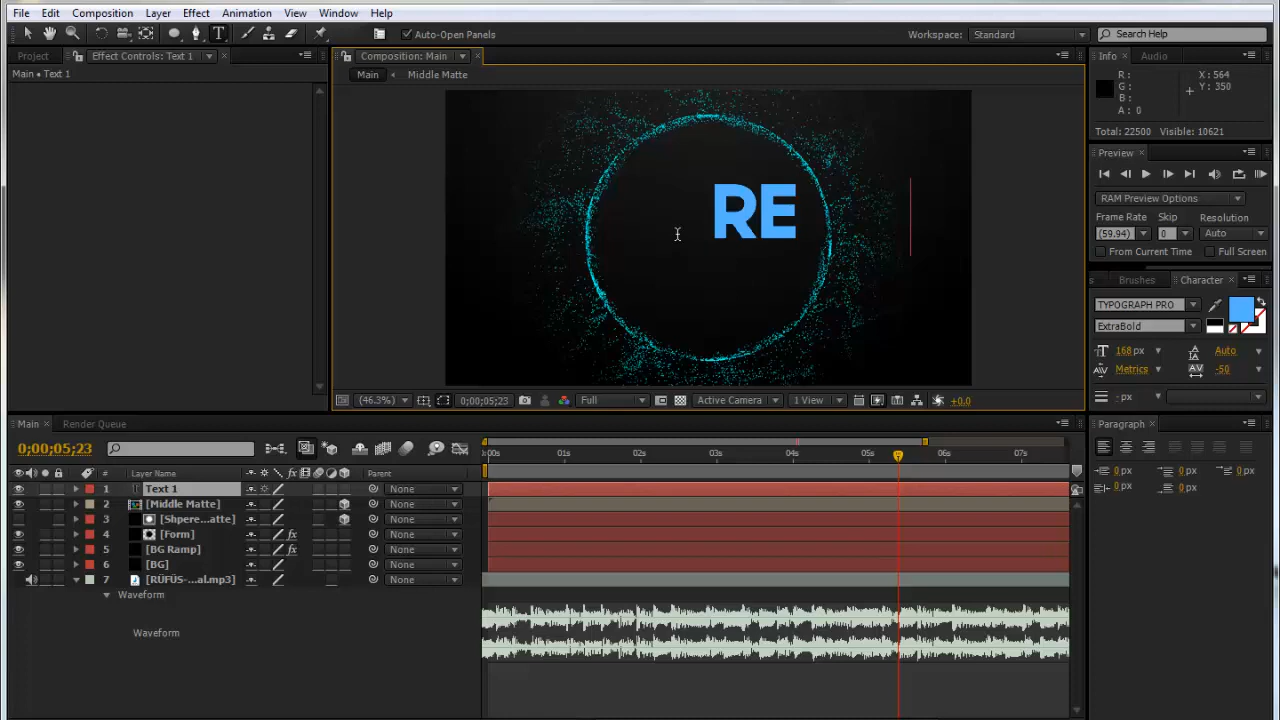 File Edit Composition Layer Effect Animation View Window Help
T Auto-Open Panels Workspace: Standard Search Help
Project Effect Controls: Text 1 Composition: Main Info Audio
Main • Text 1 Main Middle Matte
R: X: 564
G: Y: 350
B:
A: 0
Total: 22500 Visible: 10621
Preview
RAM Preview Options
Frame Rate Skip Resolution
(59.94) 0 Auto
From Current Time Full Screen
RE
s Brushes Character
TYPOGRAPH PRO
ExtraBold
168 px Auto
Metrics -50
- px
(46.3%) 0;00;05;23 Full Active Camera 1 View +0.0
Main Render Queue Paragraph
0;00;05;23
:00s 01s 02s 03s 04s 05s 06s 07s
# Layer Name fx Parent
0 px 0 px 0 px
0 px 0 px
1 T Text 1 None
2 [Middle Matte] None
3 [Shpere...atte] None
4 [Form] fx None
5 [BG Ramp] fx None
6 [BG] None
7 [RÜFÜS-...al.mp3] None
Waveform
Waveform